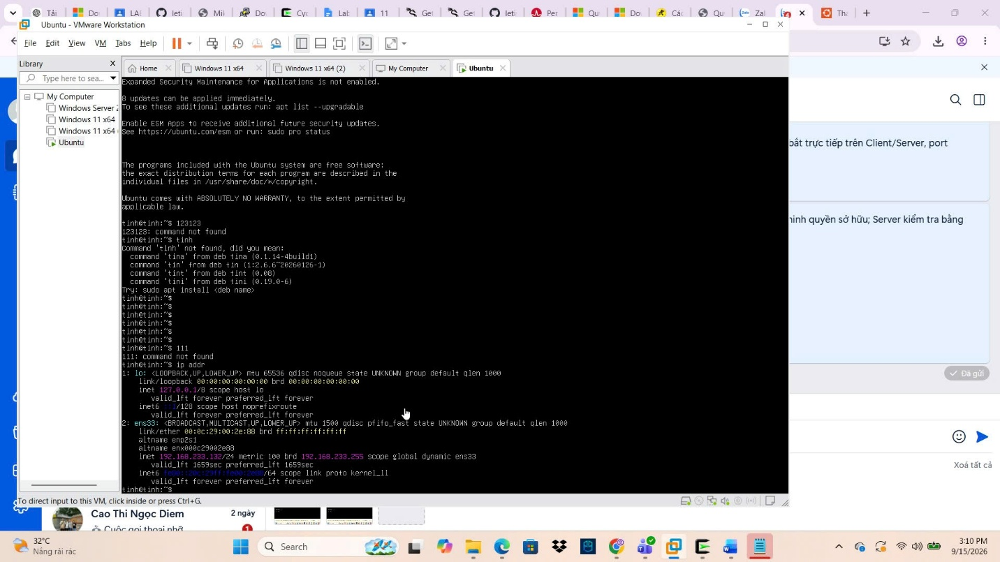 Tải
Do
LAI
leti
Mil
Do
Cyc
Lab
11
Get
Get
leti
Per
Qu
Do
Các
Qu
Zal
Thả
Ubuntu - VMware Workstation
File Edit View VM Tabs Help
Library
Type here to sea...
Home
Windows 11 x64
Windows 11 x64 (2)
My Computer
Ubuntu
My Computer
Windows Server 2
Windows 11 x64
Windows 11 x64
Ubuntu
Expanded Security Maintenance for Applications is not enabled.
8 updates can be applied immediately.
To see these additional updates run: apt list --upgradable
Enable ESM Apps to receive additional future security updates.
See https://ubuntu.com/esm or run: sudo pro status
The programs included with the Ubuntu system are free software;
the exact distribution terms for each program are described in the
individual files in /usr/share/doc/*/copyright.
Ubuntu comes with ABSOLUTELY NO WARRANTY, to the extent permitted by
applicable law.
tinh@tinh:~$ 123123
123123: command not found
tinh@tinh:~$ tinh
Command 'tinh' not found, did you mean:
command 'tina' from deb tina (0.1.14-4build1)
command 'tin' from deb tin (1:2.6.6~20260126-1)
command 'tint' from deb tint (0.08)
command 'tini' from deb tini (0.19.0-6)
Try: sudo apt install <deb name>
tinh@tinh:~$
tinh@tinh:~$
tinh@tinh:~$
tinh@tinh:~$
tinh@tinh:~$
tinh@tinh:~$
tinh@tinh:~$ 111
111: command not found
tinh@tinh:~$ ip addr
1: lo: <LOOPBACK,UP,LOWER_UP> mtu 65536 qdisc noqueue state UNKNOWN group default qlen 1000
link/loopback 00:00:00:00:00:00 brd 00:00:00:00:00:00
inet 127.0.0.1/8 scope host lo
valid_lft forever preferred_lft forever
inet6 ::1/128 scope host noprefixroute
valid_lft forever preferred_lft forever
2: ens33: <BROADCAST,MULTICAST,UP,LOWER_UP> mtu 1500 qdisc pfifo_fast state UNKNOWN group default qlen 1000
link/ether 00:0c:29:00:2e:88 brd ff:ff:ff:ff:ff:ff
altname enp2s1
altname enx000c29002e88
inet 192.168.233.132/24 metric 100 brd 192.168.233.255 scope global dynamic ens33
valid_lft 1659sec preferred_lft 1659sec
inet6 fe80::20c:29ff:fe00:2e88/64 scope link proto kernel_ll
valid_lft forever preferred_lft forever
tinh@tinh:~$
To direct input to this VM, click inside or press Ctrl+G.
bắt trực tiếp trên Client/Server, port
minh quyền sở hữu; Server kiểm tra bằng
Đã gửi
Xoá tất cả
Cao Thi Ngọc Diem
2 ngày
Cuộc gọi thoại nhỡ
1
32°C
Nắng rải rác
Search
3:10 PM
9/15/2026